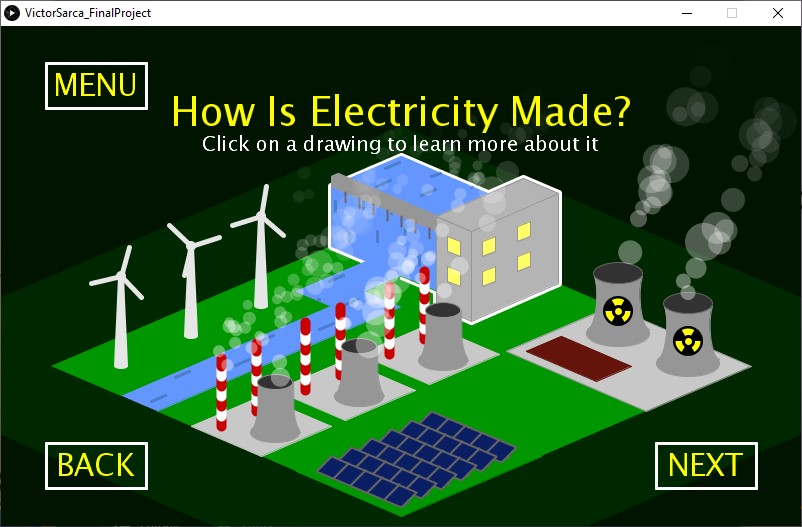 VictorSarca_FinalProject
MENU
How Is Electricity Made?
Click on a drawing to learn more about it
BACK
NEXT